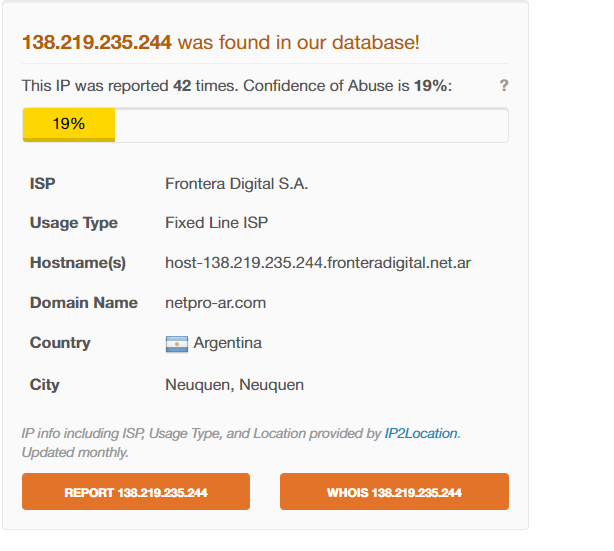 138.219.235.244 was found in our database!
This IP was reported 42 times. Confidence of Abuse is 19%: ?
19%
ISP Frontera Digital S.A.
Usage Type Fixed Line ISP
Hostname(s) host-138.219.235.244.fronteradigital.net.ar
Domain Name netpro-ar.com
Country Argentina
City Neuquen, Neuquen
IP info including ISP, Usage Type, and Location provided by IP2Location.
Updated monthly.
REPORT 138.219.235.244 WHOIS 138.219.235.244